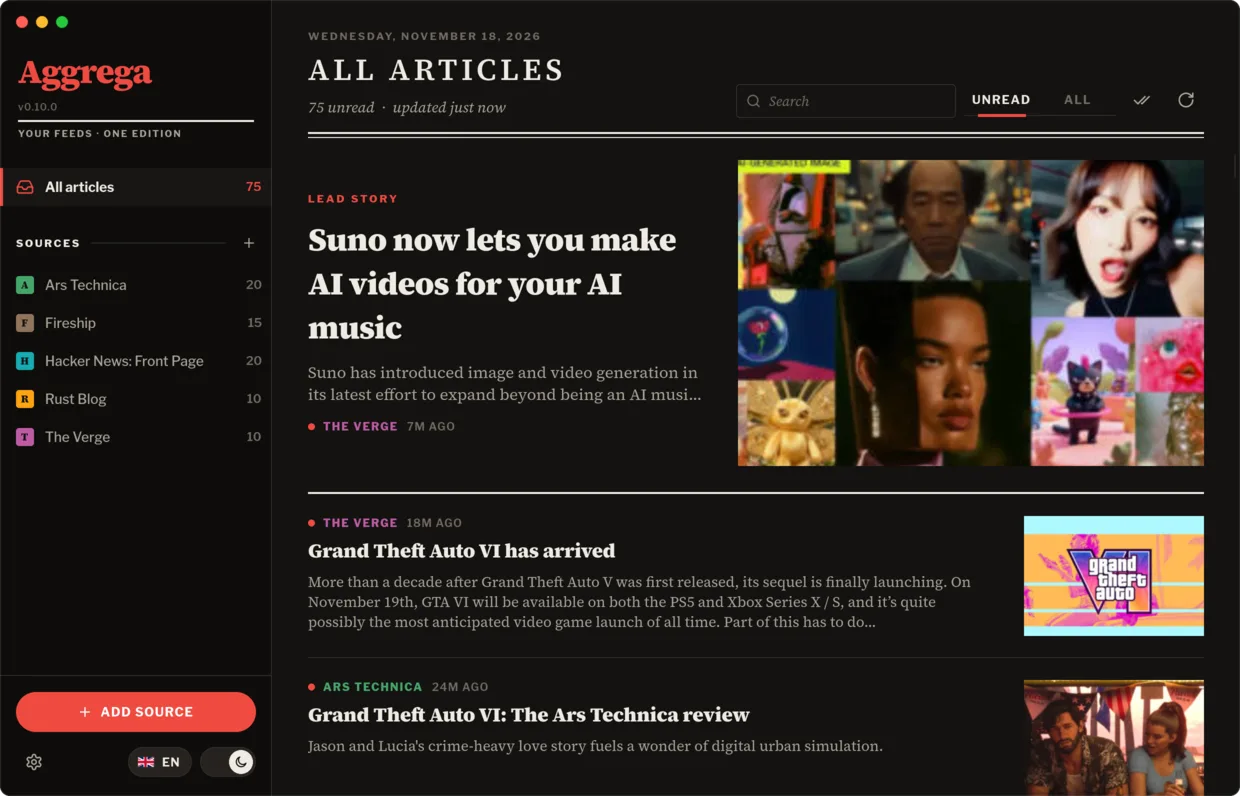 Aggrega
v0.10.0
YOUR FEEDS · ONE EDITION
All articles 75
SOURCES
A Ars Technica 20
F Fireship 15
H Hacker News: Front Page 20
R Rust Blog 10
T The Verge 10
+ ADD SOURCE
EN
WEDNESDAY, NOVEMBER 18, 2026
ALL ARTICLES
75 unread · updated just now
Search
UNREAD ALL
LEAD STORY
Suno now lets you make
AI videos for your AI
music
Suno has introduced image and video generation in
its latest effort to expand beyond being an AI musi...
THE VERGE 7M AGO
THE VERGE 18M AGO
Grand Theft Auto VI has arrived
More than a decade after Grand Theft Auto V was first released, its sequel is finally launching. On
November 19th, GTA VI will be available on both the PS5 and Xbox Series X / S, and it’s quite
possibly the most anticipated video game launch of all time. Part of this has to do...
grand
theft
auto
VI
ARS TECHNICA 24M AGO
Grand Theft Auto VI: The Ars Technica review
Jason and Lucia's crime-heavy love story fuels a wonder of digital urban simulation.